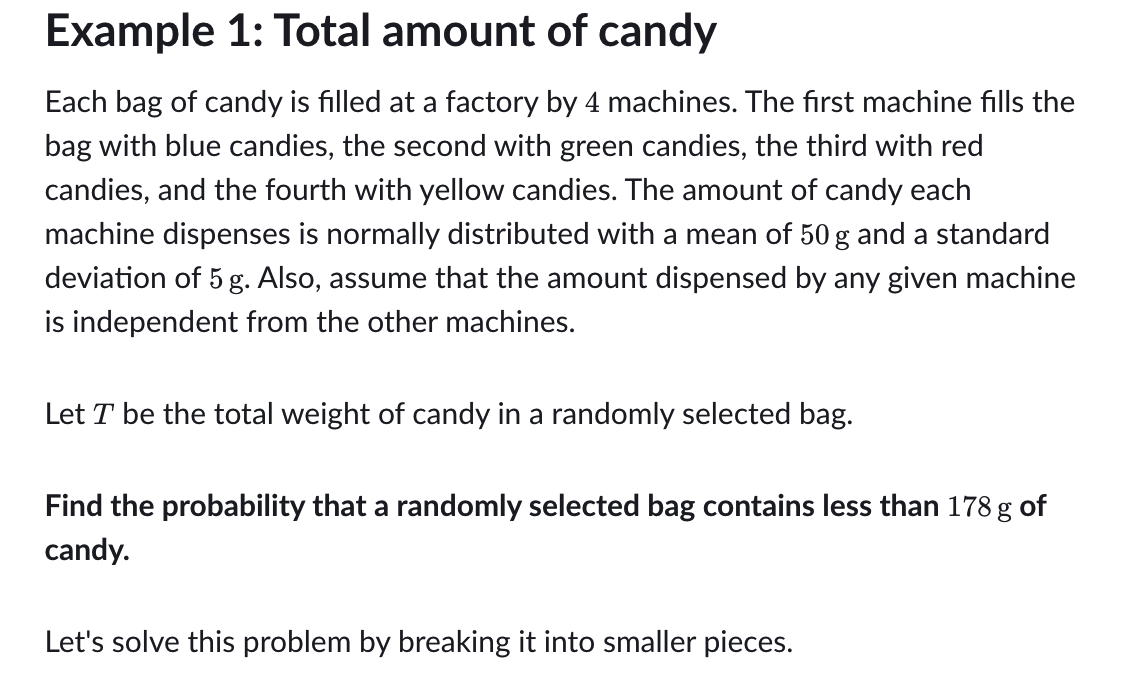 Example 1: Total amount of candy
Each bag of candy is filled at a factory by 4 machines. The first machine fills the
bag with blue candies, the second with green candies, the third with red
candies, and the fourth with yellow candies. The amount of candy each
machine dispenses is normally distributed with a mean of 50 g and a standard
deviation of 5 g. Also, assume that the amount dispensed by any given machine
is independent from the other machines.
Let T be the total weight of candy in a randomly selected bag.
Find the probability that a randomly selected bag contains less than 178 g of
candy.
Let's solve this problem by breaking it into smaller pieces.